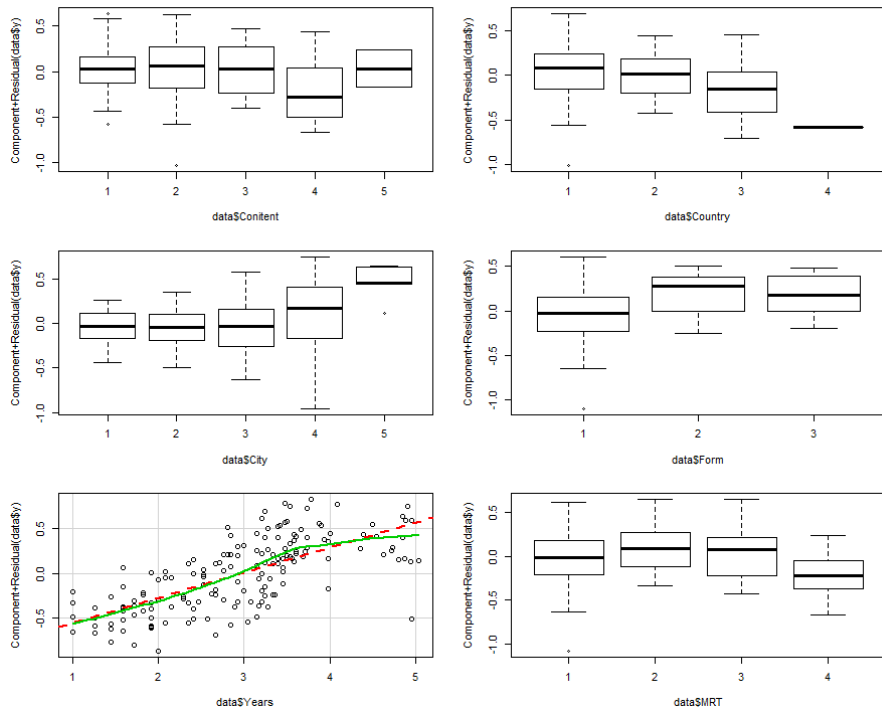 Component+Residual(data$y)
0.5
0.0
-0.5
-1.0
1 2 3 4 5
data$Conitent
Component+Residual(data$y)
0.5
0.0
-0.5
-1.0
1 2 3 4
data$Country
Component+Residual(data$y)
0.5
0.0
-0.5
-1.0
1 2 3 4 5
data$City
Component+Residual(data$y)
0.5
0.0
-0.5
-1.0
1 2 3
data$Form
Component+Residual(data$y)
0.5
0.0
-0.5
1 2 3 4 5
data$Years
Component+Residual(data$y)
0.5
0.0
-0.5
-1.0
1 2 3 4
data$MRT